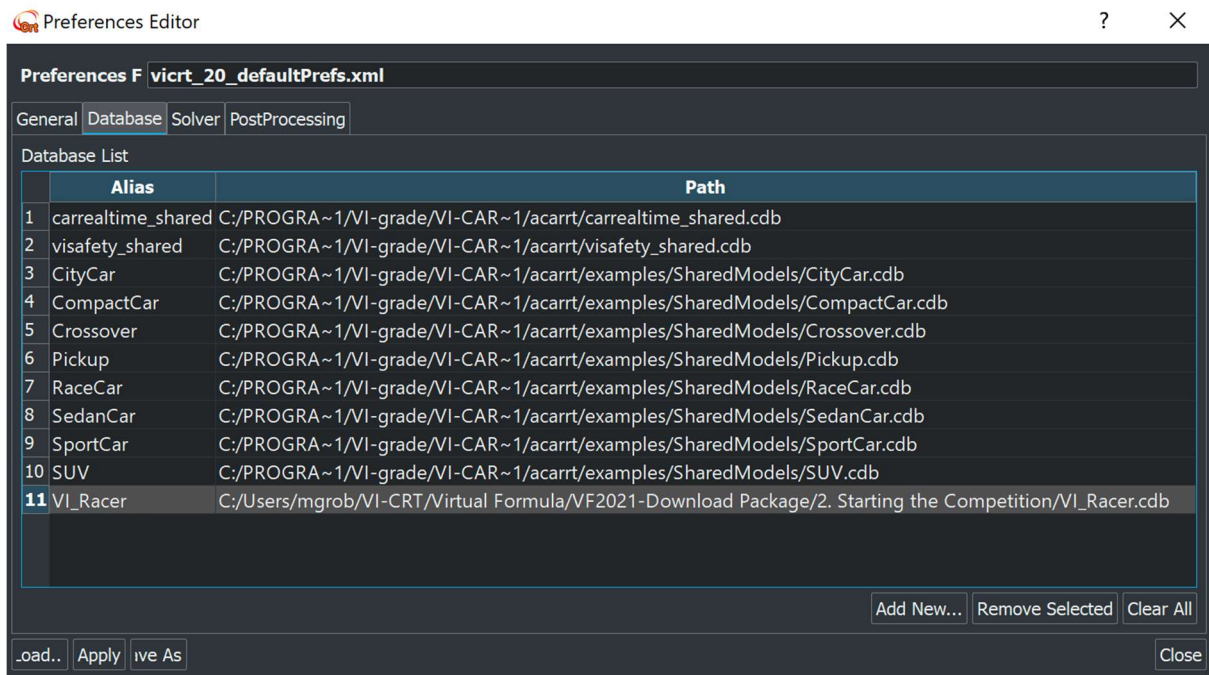 Crt Preferences Editor ? ×
Preferences F vicrt_20_defaultPrefs.xml
General Database Solver PostProcessing
Database List
Alias Path
1 carrealtime_shared C:/PROGRA~1/VI-grade/VI-CAR~1/acarrt/carrealtime_shared.cdb
2 visafety_shared C:/PROGRA~1/VI-grade/VI-CAR~1/acarrt/visafety_shared.cdb
3 CityCar C:/PROGRA~1/VI-grade/VI-CAR~1/acarrt/examples/SharedModels/CityCar.cdb
4 CompactCar C:/PROGRA~1/VI-grade/VI-CAR~1/acarrt/examples/SharedModels/CompactCar.cdb
5 Crossover C:/PROGRA~1/VI-grade/VI-CAR~1/acarrt/examples/SharedModels/Crossover.cdb
6 Pickup C:/PROGRA~1/VI-grade/VI-CAR~1/acarrt/examples/SharedModels/Pickup.cdb
7 RaceCar C:/PROGRA~1/VI-grade/VI-CAR~1/acarrt/examples/SharedModels/RaceCar.cdb
8 SedanCar C:/PROGRA~1/VI-grade/VI-CAR~1/acarrt/examples/SharedModels/SedanCar.cdb
9 SportCar C:/PROGRA~1/VI-grade/VI-CAR~1/acarrt/examples/SharedModels/SportCar.cdb
10 SUV C:/PROGRA~1/VI-grade/VI-CAR~1/acarrt/examples/SharedModels/SUV.cdb
11 VI_Racer C:/Users/mgrob/VI-CRT/Virtual Formula/VF2021-Download Package/2. Starting the Competition/VI_Racer.cdb
Add New... Remove Selected Clear All
oad.. Apply ve As Close